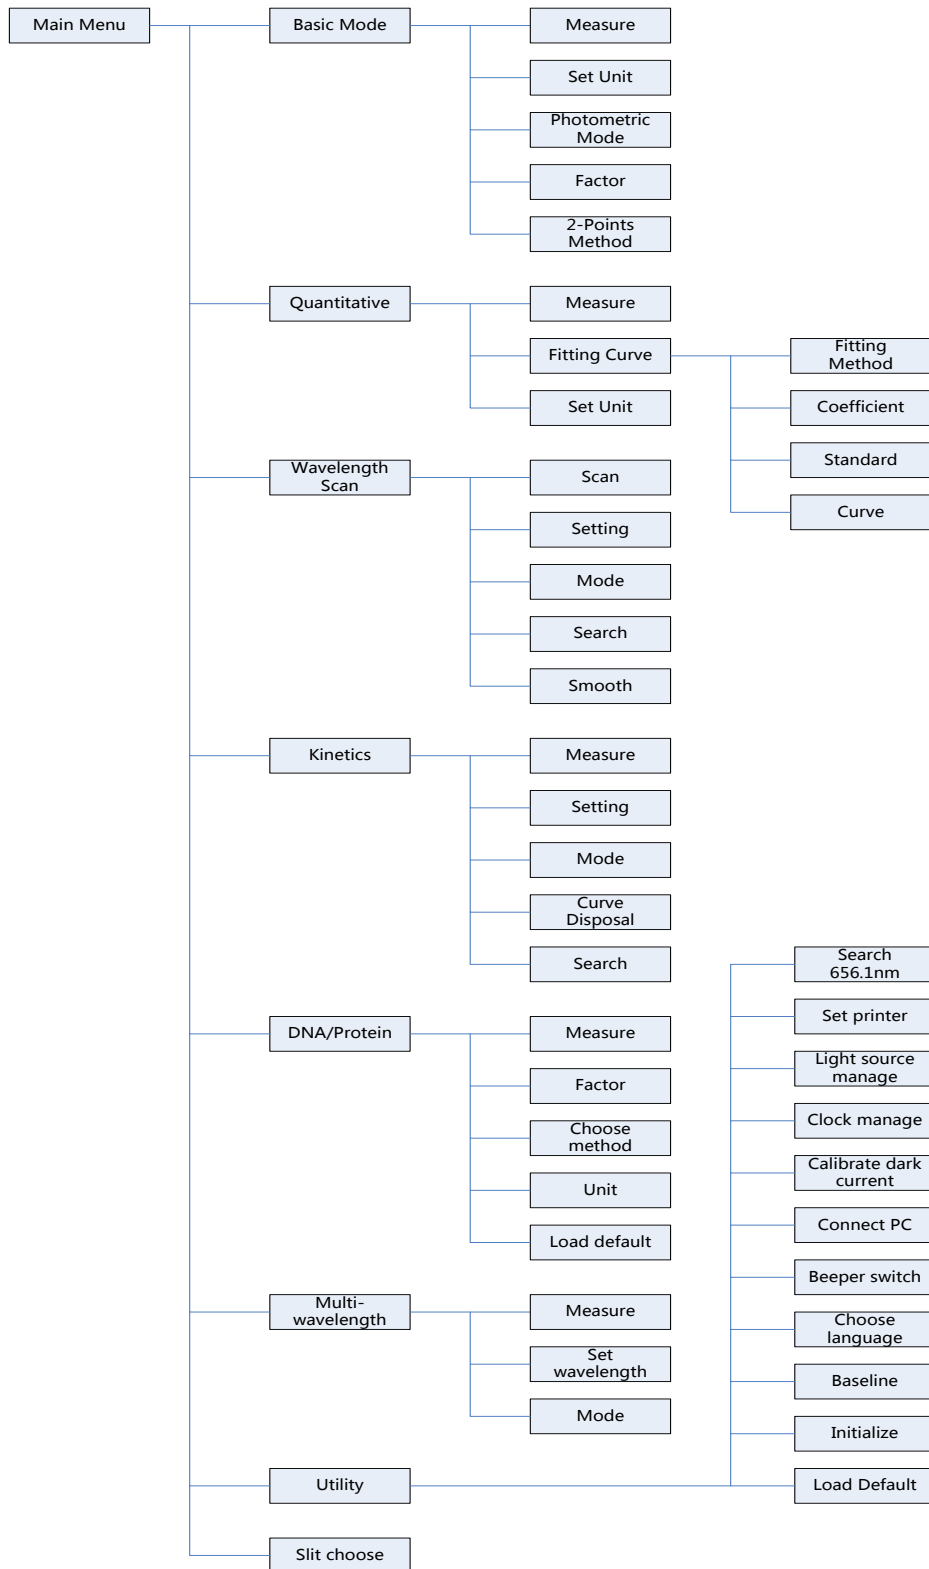 Main Menu
Basic Mode
Measure
Set Unit
Photometric
Mode
Factor
2-Points
Method
Quantitative
Measure
Fitting Curve
Fitting
Method
Coefficient
Standard
Curve
Set Unit
Wavelength
Scan
Scan
Setting
Mode
Search
Smooth
Kinetics
Measure
Setting
Mode
Curve
Disposal
Search
DNA/Protein
Measure
Factor
Choose
method
Unit
Load default
Multi-
wavelength
Measure
Set
wavelength
Mode
Utility
Search
656.1nm
Set printer
Light source
manage
Clock manage
Calibrate dark
current
Connect PC
Beeper switch
Choose
language
Baseline
Initialize
Load Default
Slit choose